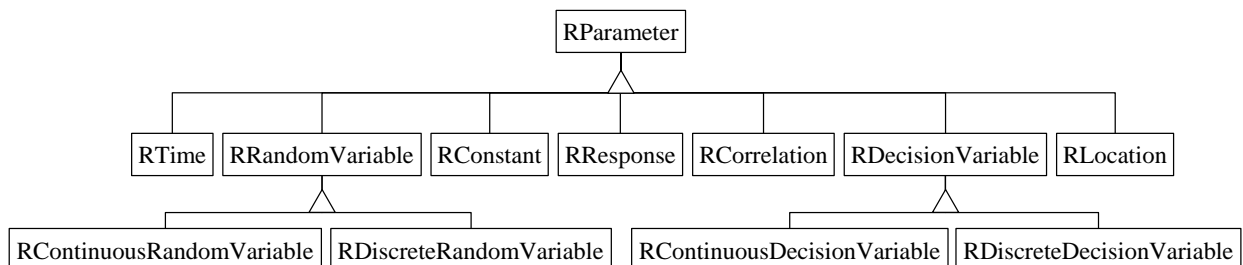 RParameter
RTime RRandomVariable RConstant RResponse RCorrelation RDecisionVariable RLocation
RContinuousRandomVariable RDiscreteRandomVariable RContinuousDecisionVariable RDiscreteDecisionVariable